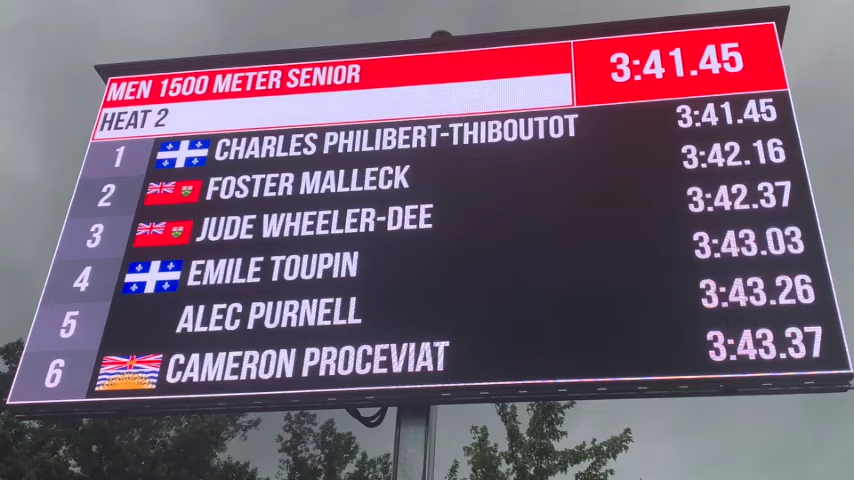 MEN 1500 METER SENIOR 3:41.45
HEAT 2
1 CHARLES PHILIBERT-THIBOUTOT 3:41.45
2 FOSTER MALLECK 3:42.16
3 JUDE WHEELER-DEE 3:42.37
4 EMILE TOUPIN 3:43.03
5 ALEC PURNELL 3:43.26
6 CAMERON PROCEVIAT 3:43.37